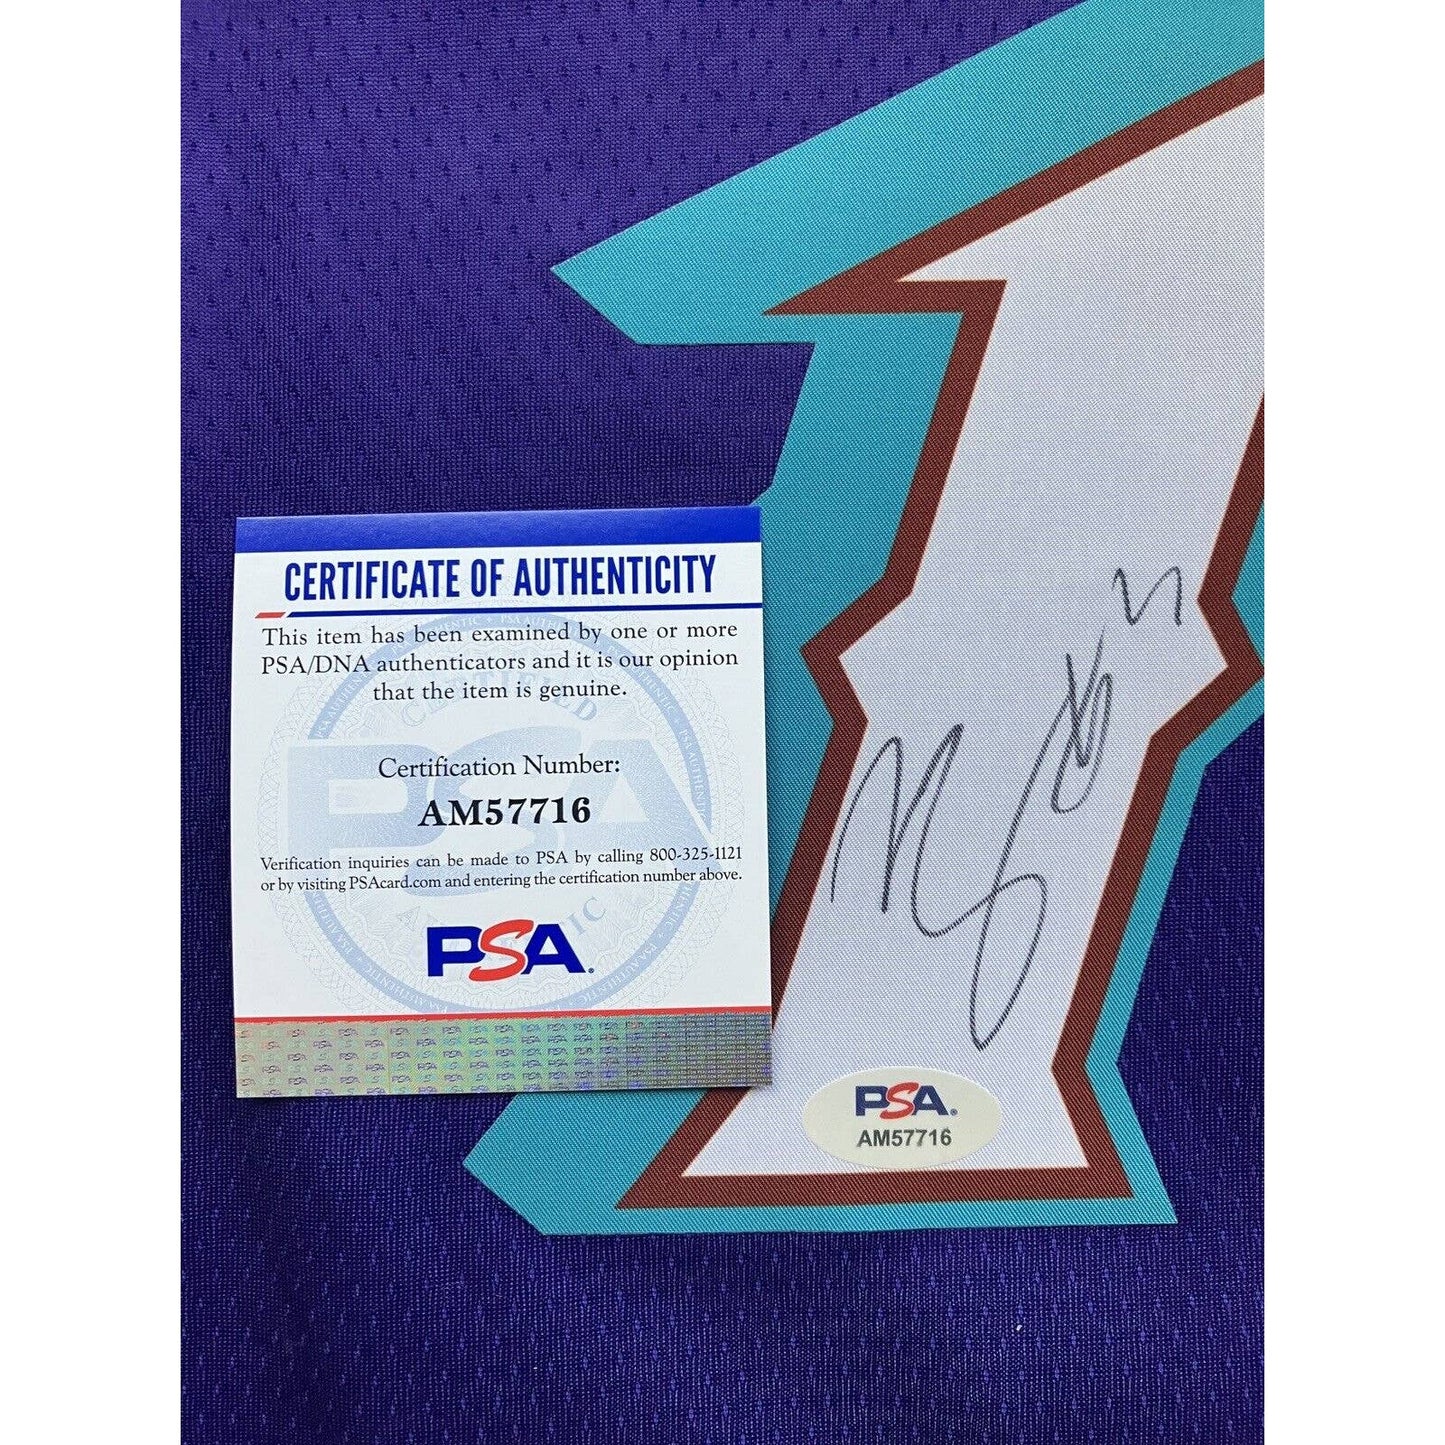 CERTIFICATE OF AUTHENTICITY
This item has been examined by one or more
PSA/DNA authenticators and it is our opinion
that the item is genuine.
Certification Number:
AM57716
Verification inquiries can be made to PSA by calling 800-325-1121
or by visiting PSAcard.com and entering the certification number above.
PSA.
PSA.
AM57716
1